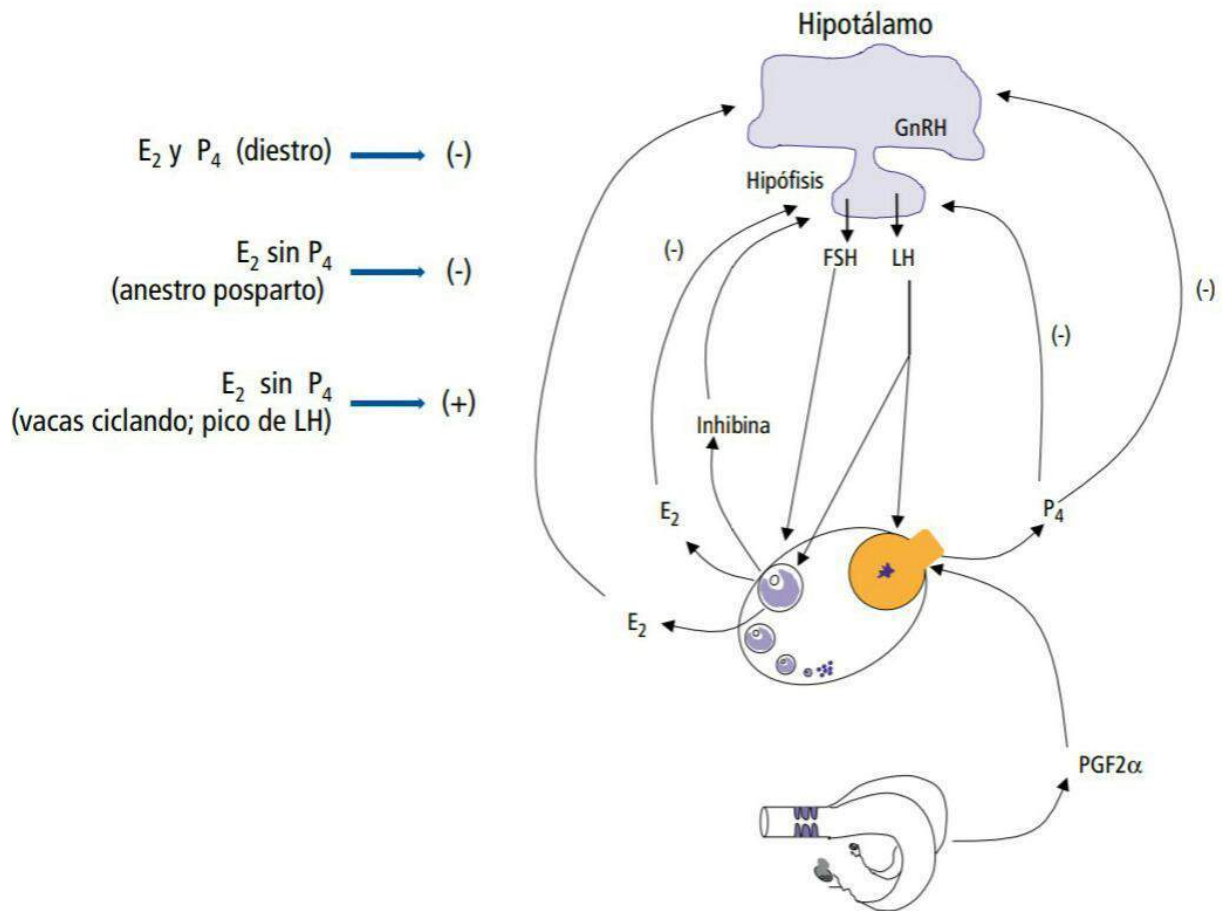 Hipotálamo
GnRH
E₂ y P₄ (diestro) (-)
Hipófisis
(-)
FSH LH
E₂ sin P₄
(anestro posparto) (-)
(-)
(-)
E₂ sin P₄
(vacas ciclando; pico de LH) (+)
Inhibina
E₂
P₄
E₂
PGF2α